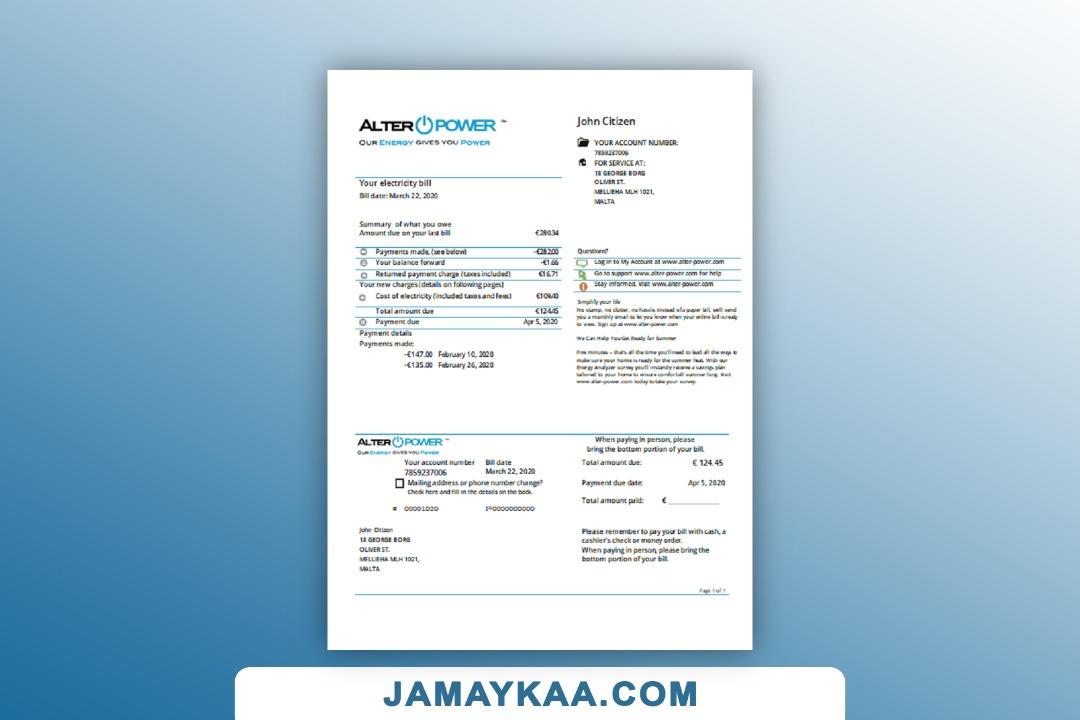 ALTER POWER ™
OUR ENERGY GIVES YOU POWER
John Citizen
YOUR ACCOUNT NUMBER:
7859237006
FOR SERVICE AT:
18 GEORGE BORG
OLIVER ST.
MELLIEHA MLH 1021,
MALTA
Your electricity bill
Bill date: March 22, 2020
Summary of what you owe
Amount due on your last bill €280.34
Payments made, (see below) -€282.00
Your balance forward -€1.66
Returned payment charge (taxes included) €16.71
Your new charges (details on following pages)
Cost of electricity (included taxes and fees) €109.40
Total amount due €124.45
Payment due Apr 5, 2020
Payment details
Payments made:
-€147.00 February 10, 2020
-€135.00 February 26, 2020
Questions?
Log in to My Account at www.alter-power.com
Go to support www.alter-power.com for help
Stay informed. Visit www.alter-power.com
Simplify your life
No stamp, no clutter, no hassle. Instead of a paper bill, we'll send
you a monthly email to let you know when your online bill is ready
to view. Sign up at www.alter-power.com
We Can Help You Get Ready for Summer
Five minutes – that's all the time you'll need to lead all the ways to
make sure your home is ready for the summer heat. With our
Energy Analyzer survey you'll instantly receive a savings plan
tailored to your home to ensure comfort all summer long. Visit
www.alter-power.com today to take your survey.
ALTER POWER ™
OUR ENERGY GIVES YOU POWER
Your account number Bill date
7859237006 March 22, 2020
Mailing address or phone number change?
Check here and fill in the details on the back.
# 00001020 1=0000000000
John Citizen
18 GEORGE BORG
OLIVER ST.
MELLIEHA MLH 1021,
MALTA
When paying in person, please
bring the bottom portion of your bill.
Total amount due: € 124.45
Payment due date: Apr 5, 2020
Total amount paid: € ____________
Please remember to pay your bill with cash, a
cashier's check or money order.
When paying in person, please bring the
bottom portion of your bill.
Page 1 of 1
JAMAYKAA.COM